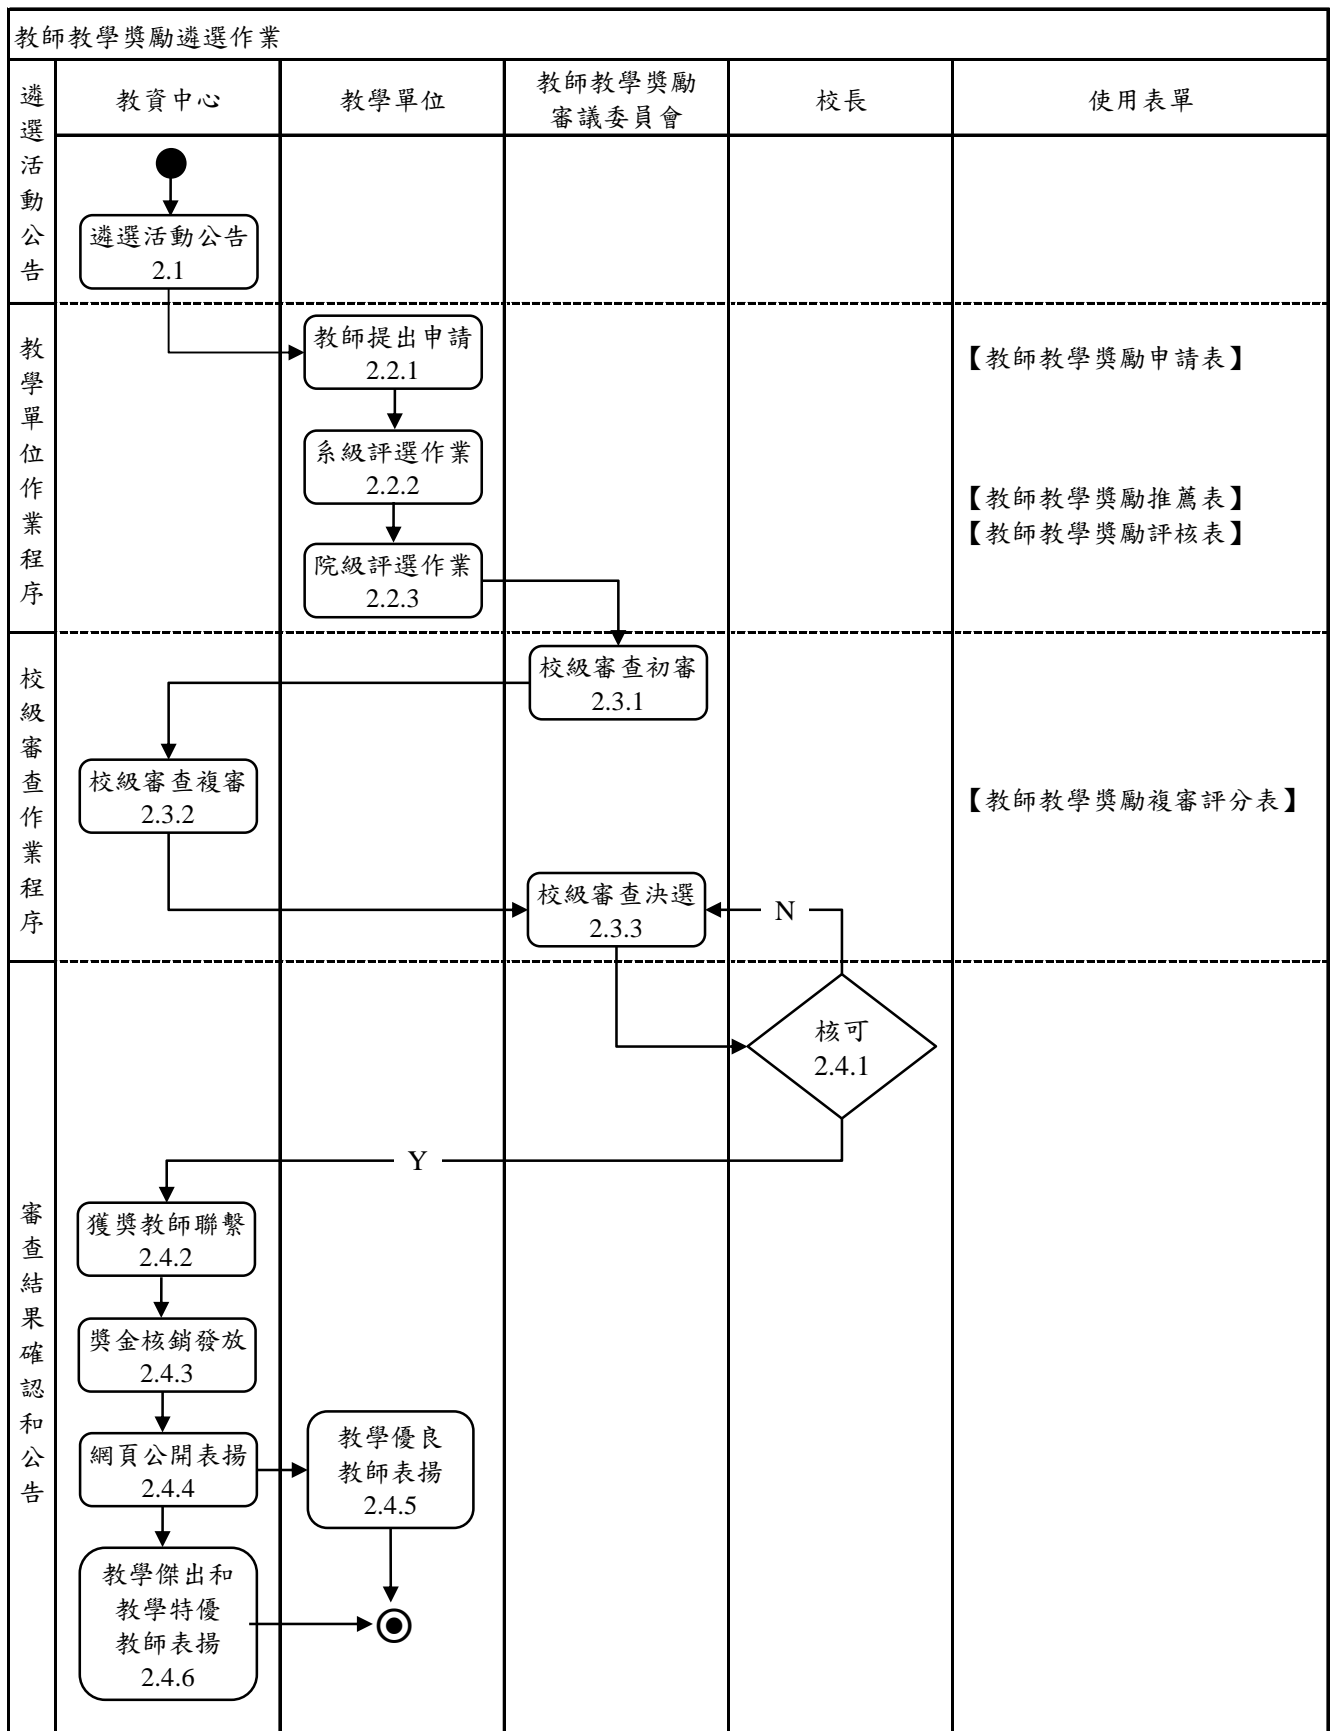 教師教學獎勵遴選作業
遴選活動公告
教資中心
教學單位
教師教學獎勵
審議委員會
校長
使用表單
遴選活動公告
2.1
教學單位作業程序
教師提出申請
2.2.1
【教師教學獎勵申請表】
系級評選作業
2.2.2
【教師教學獎勵推薦表】
【教師教學獎勵評核表】
院級評選作業
2.2.3
校級審查作業程序
校級審查初審
2.3.1
校級審查複審
2.3.2
【教師教學獎勵複審評分表】
校級審查決選
2.3.3
N
審查結果確認和公告
核可
2.4.1
Y
獲獎教師聯繫
2.4.2
獎金核銷發放
2.4.3
網頁公開表揚
2.4.4
教學優良
教師表揚
2.4.5
教學傑出和
教學特優
教師表揚
2.4.6